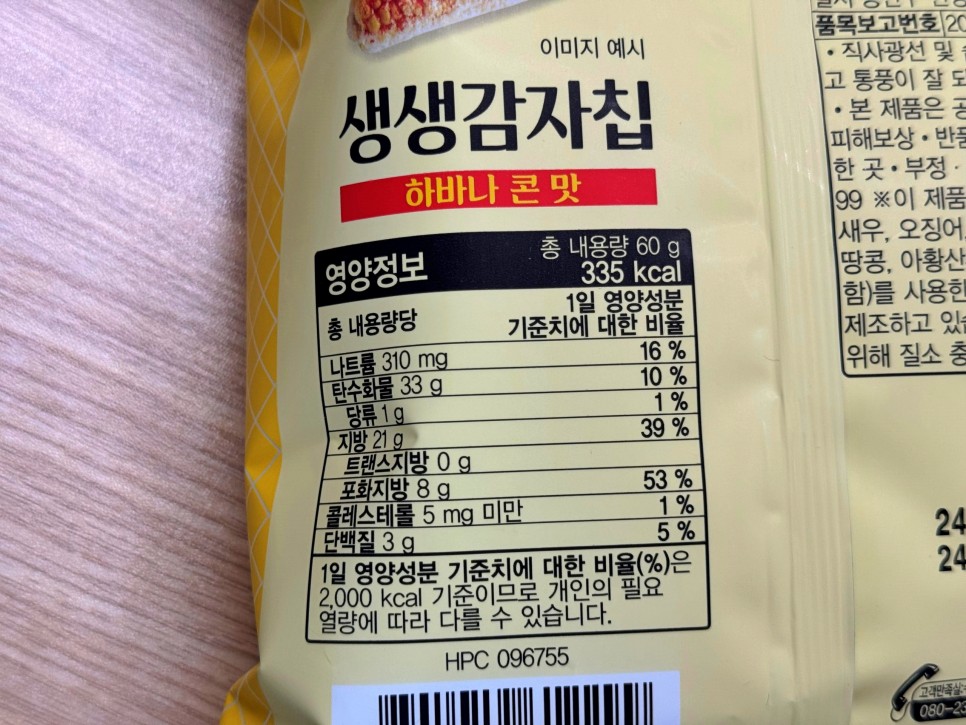 이미지 예시
생생감자칩
하바나 콘 맛
영양정보
총 내용량 60 g
335 kcal
총 내용량당
1일 영양성분
기준치에 대한 비율
나트륨 310 mg 16 %
탄수화물 33 g 10 %
당류 1 g 1 %
지방 21 g 39 %
트랜스지방 0 g
포화지방 8 g 53 %
콜레스테롤 5 mg 미만 1 %
단백질 3 g 5 %
1일 영양성분 기준치에 대한 비율(%)은
2,000 kcal 기준이므로 개인의 필요
열량에 따라 다를 수 있습니다.
HPC 096755
품목보고번호 20
• 직사광선 및
고 통풍이 잘
• 본 제품은
피해보상 • 반품
한 곳 • 부정 ·
99 ※이 제품
새우, 오징어,
땅콩, 아황산
함)를 사용한
제조하고 있
위해 질소 충
24
24
고객만족실
080-23